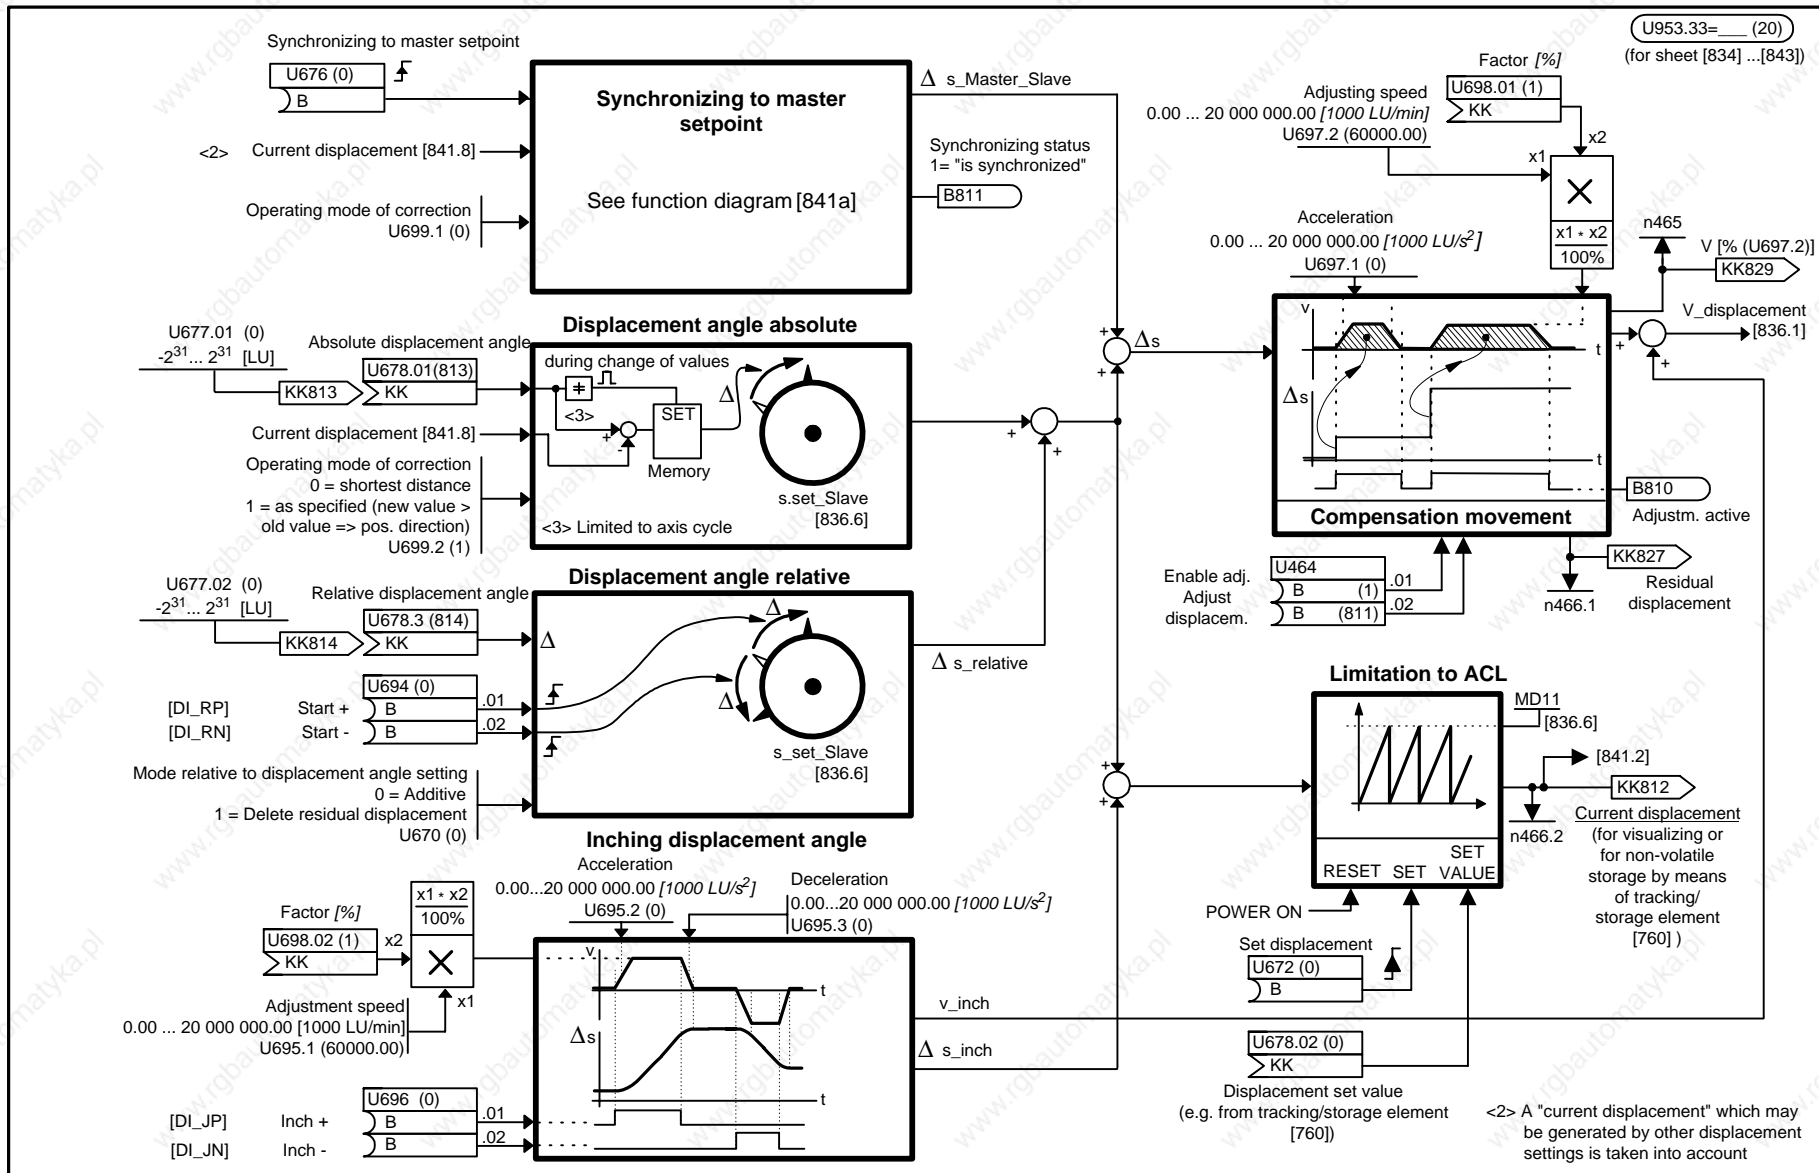 U953.33=___ (20)
(for sheet [834] ...[843])
Synchronizing to master setpoint
U676 (0)
B
<2> Current displacement [841.8]
Operating mode of correction
U699.1 (0)
Synchronizing to master
setpoint
See function diagram [841a]
Δ s_Master_Slave
Synchronizing status
1= "is synchronized"
B811
Factor [%]
U698.01 (1)
KK
Adjusting speed
0.00 ... 20 000 000.00 [1000 LU/min]
U697.2 (60000.00)
x2
x1
x1 * x2
100%
Acceleration
0.00 ... 20 000 000.00 [1000 LU/s²]
U697.1 (0)
n465
V [% (U697.2)]
KK829
V_displacement
[836.1]
+
+
v
t
Δs
t
Compensation movement
B810
Adjustm. active
KK827
Residual
displacement
n466.1
Enable adj.
Adjust
displacem.
U464
B (1) .01
B (811) .02
Displacement angle absolute
U677.01 (0)
-2³¹... 2³¹ [LU]
KK813
Absolute displacement angle
U678.01(813)
KK
Current displacement [841.8]
Operating mode of correction
0 = shortest distance
1 = as specified (new value >
old value => pos. direction)
U699.2 (1)
during change of values
≠
<3>
+
-
SET
Memory
Δ
s.set_Slave
[836.6]
<3> Limited to axis cycle
+
+
+
+
Δs
Displacement angle relative
U677.02 (0)
-2³¹... 2³¹ [LU]
KK814
Relative displacement angle
U678.3 (814)
KK
Δ
[DI_RP] Start +
[DI_RN] Start -
U694 (0)
B .01
B .02
Mode relative to displacement angle setting
0 = Additive
1 = Delete residual displacement
U670 (0)
Δ
Δ
s_set_Slave
[836.6]
Δ s_relative
Limitation to ACL
MD11
[836.6]
[841.2]
KK812
n466.2
Current displacement
(for visualizing or
for non-volatile
storage by means
of tracking/
storage element
[760] )
+
+
RESET SET SET
VALUE
POWER ON
Set displacement
U672 (0)
B
U678.02 (0)
KK
Displacement set value
(e.g. from tracking/storage element
[760])
Inching displacement angle
Acceleration
0.00...20 000 000.00 [1000 LU/s²]
U695.2 (0)
Deceleration
0.00...20 000 000.00 [1000 LU/s²]
U695.3 (0)
x1 * x2
100%
Factor [%]
U698.02 (1)
KK
x2
x1
Adjustment speed
0.00 ... 20 000 000.00 [1000 LU/min]
U695.1 (60000.00)
v
t
Δs
t
v_inch
Δ s_inch
[DI_JP] Inch +
[DI_JN] Inch -
U696 (0)
B .01
B .02
<2> A "current displacement" which may
be generated by other displacement
settings is taken into account
www.rgbautomatyka.pl